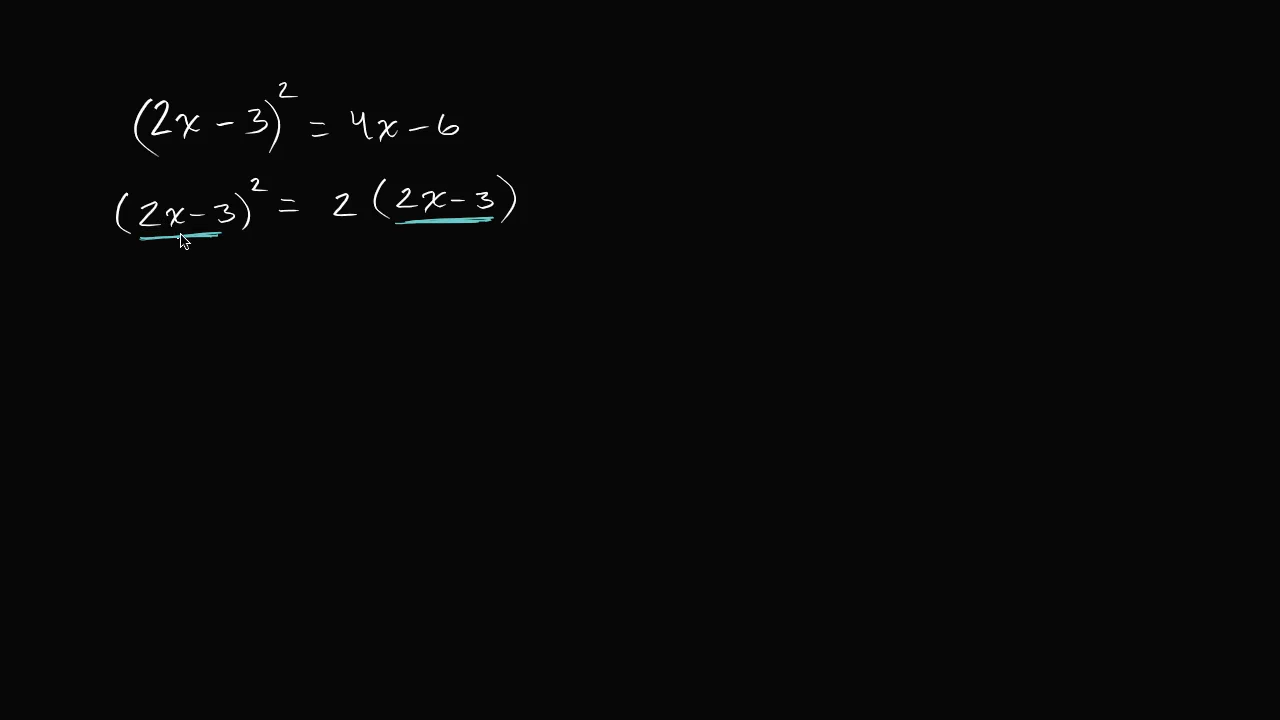 (2x - 3)² = 4x - 6
(2x - 3)² = 2 (2x - 3)